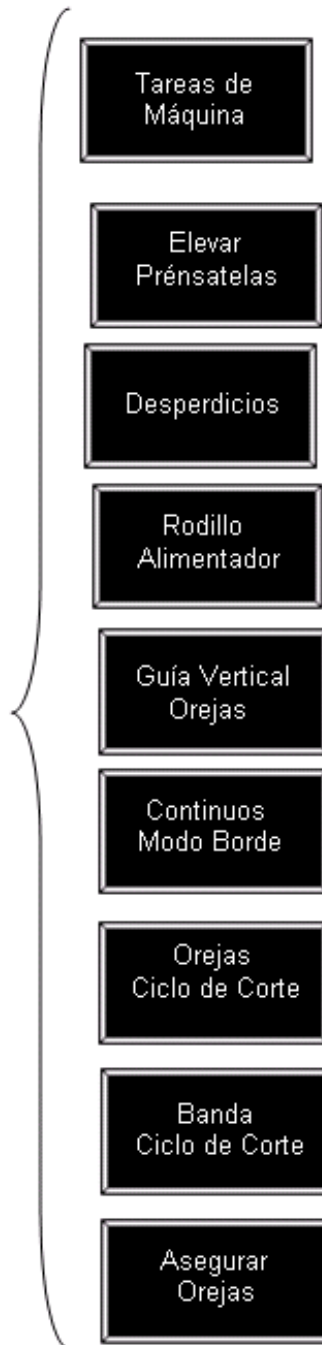 Tareas de
Máquina
Elevar
Prénsatelas
Desperdicios
Rodillo
Alimentador
Guía Vertical
Orejas
Continuos
Modo Borde
Orejas
Ciclo de Corte
Banda
Ciclo de Corte
Asegurar
Orejas